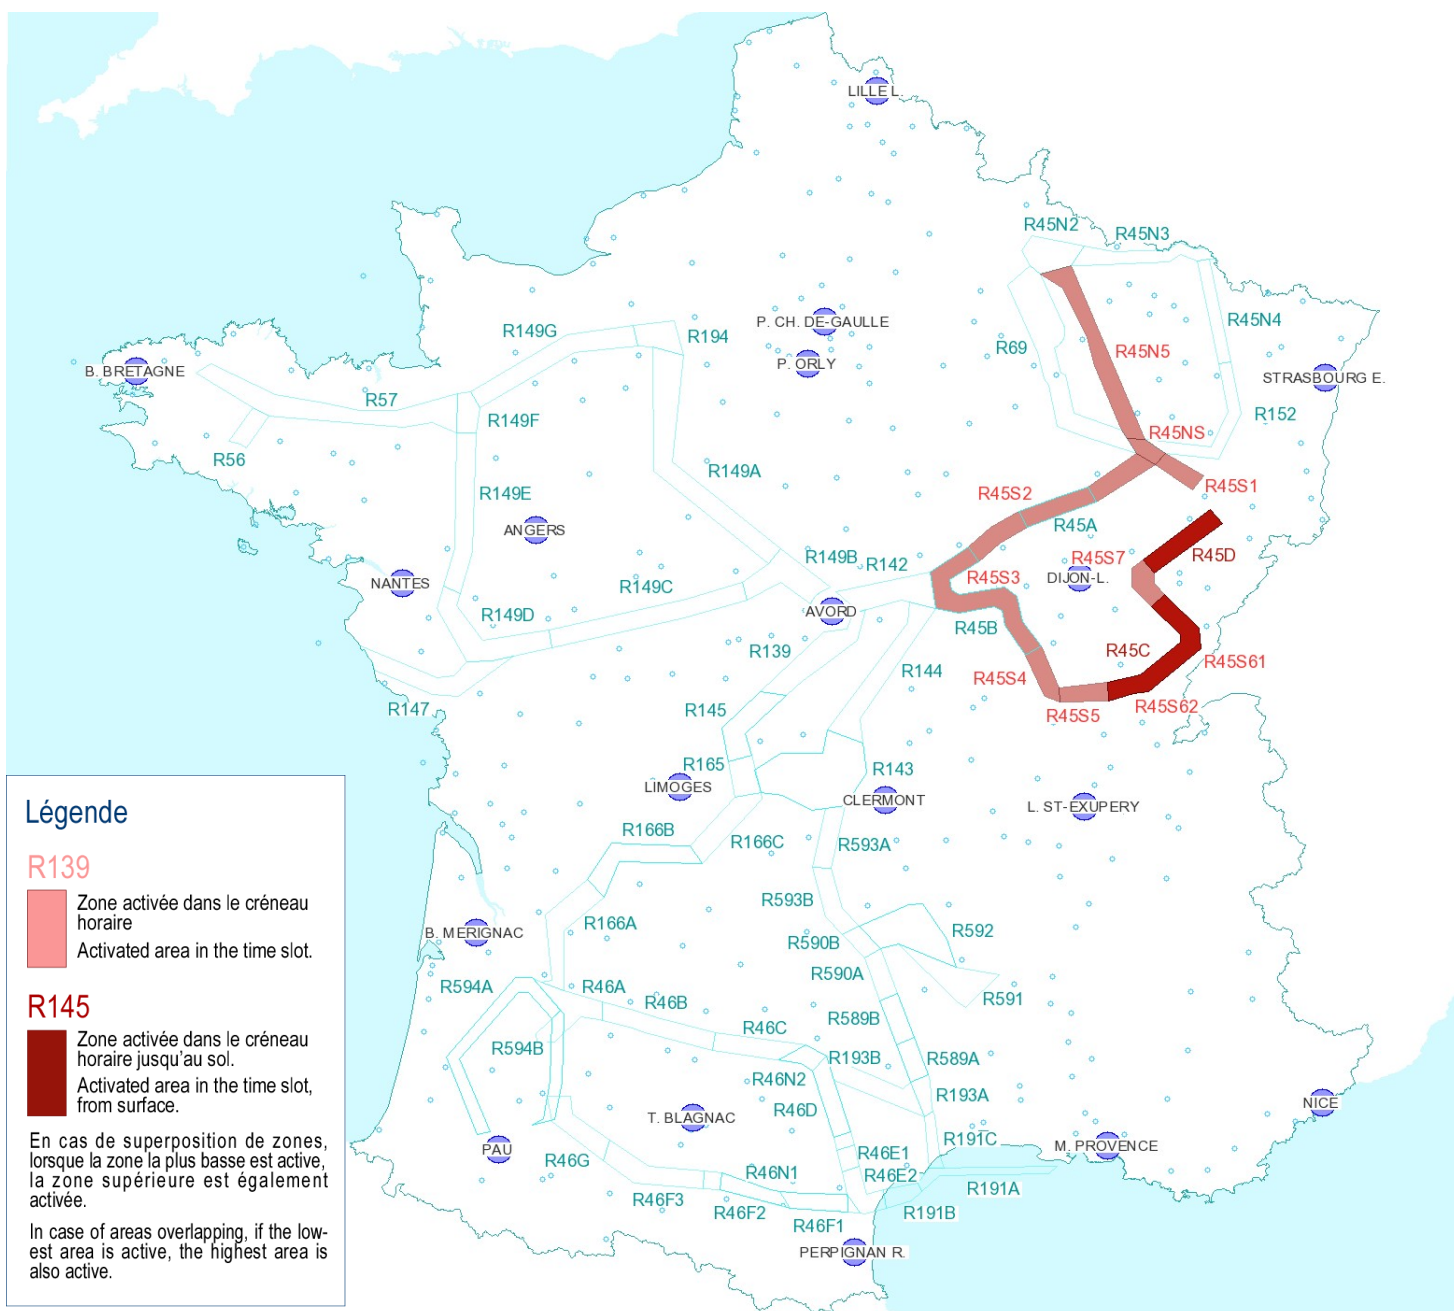 LILLE L.
R45N2
R45N3
P. CH. DE-GAULLE
R149G
R194
R45N4
R69
R45N5
P. ORLY
B. BRETAGNE
STRASBOURG E.
R57
R149F
R152
R45NS
R56
R149A
R149E
R45S1
R45S2
R45A
ANGERS
R149B
R142
R45S7
R45D
NANTES
R149C
R45S3
DIJON-L.
R149D
AVORD
R45B
R139
R45C
R45S61
R144
R45S4
R147
R145
R45S5
R45S62
R165
R143
LIMOGES
CLERMONT
L. ST-EXUPERY
R166B
R166C
R593A
R593B
R166A
B. MERIGNAC
R590B
R592
R594A
R46A
R590A
R46B
R591
R46C
R589B
R594B
R193B
R589A
R46N2
R193A
R46D
T. BLAGNAC
NICE
PAU
R46G
R46E1
R191C
M. PROVENCE
R46N1
R46E2
R46F3
R191A
R46F2
R46F1
R191B
PERPIGNAN R.
Légende
R139
Zone activée dans le créneau
horaire
Activated area in the time slot.
R145
Zone activée dans le créneau
horaire jusqu'au sol.
Activated area in the time slot,
from surface.
En cas de superposition de zones,
lorsque la zone la plus basse est active,
la zone supérieure est également
activée.
In case of areas overlapping, if the low-
est area is active, the highest area is
also active.